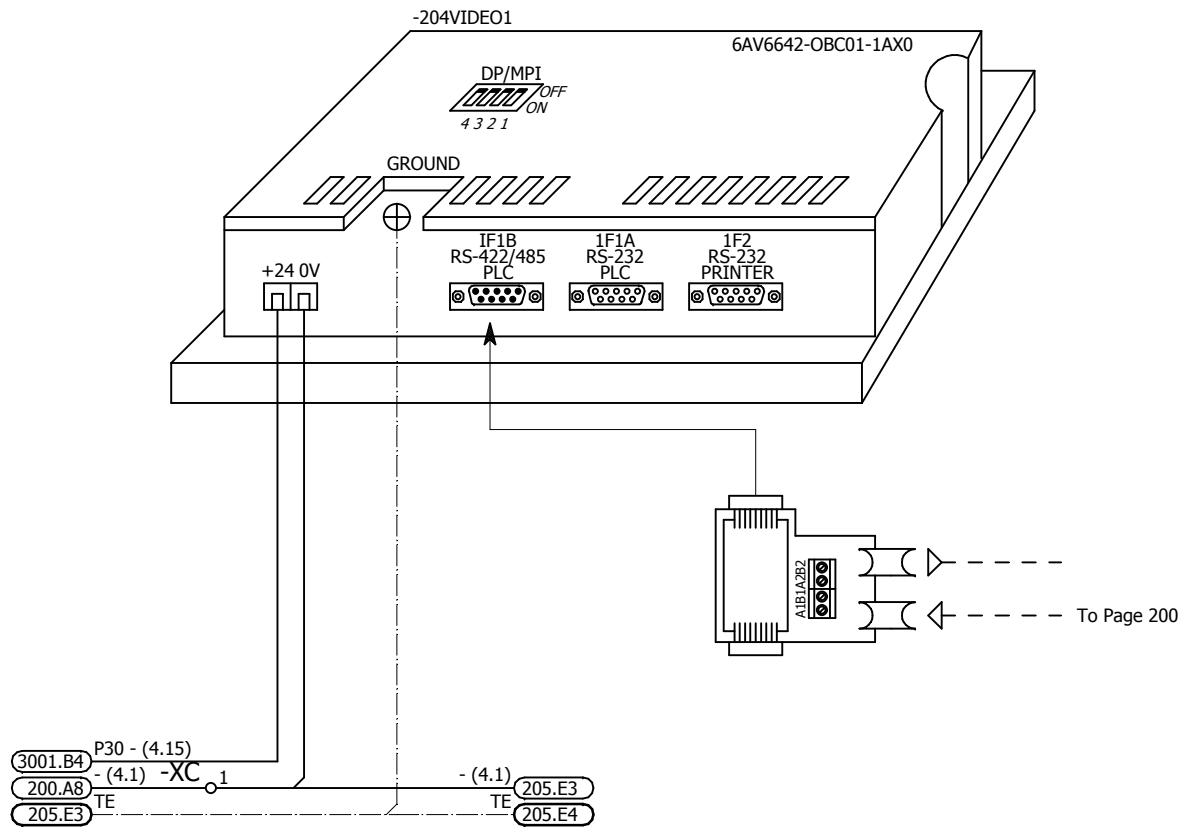 -204VIDEO1
6AV6642-OBC01-1AX0
DP/MPI
OFF
ON
4 3 2 1
GROUND
IF1B
RS-422/485
PLC
1F1A
RS-232
PLC
1F2
RS-232
PRINTER
+24 0V
A1B1A2B2
To Page 200
3001.B4
P30 - (4.15)
200.A8
- (4.1)
-XC
1
- (4.1)
205.E3
205.E3
TE
TE
205.E4